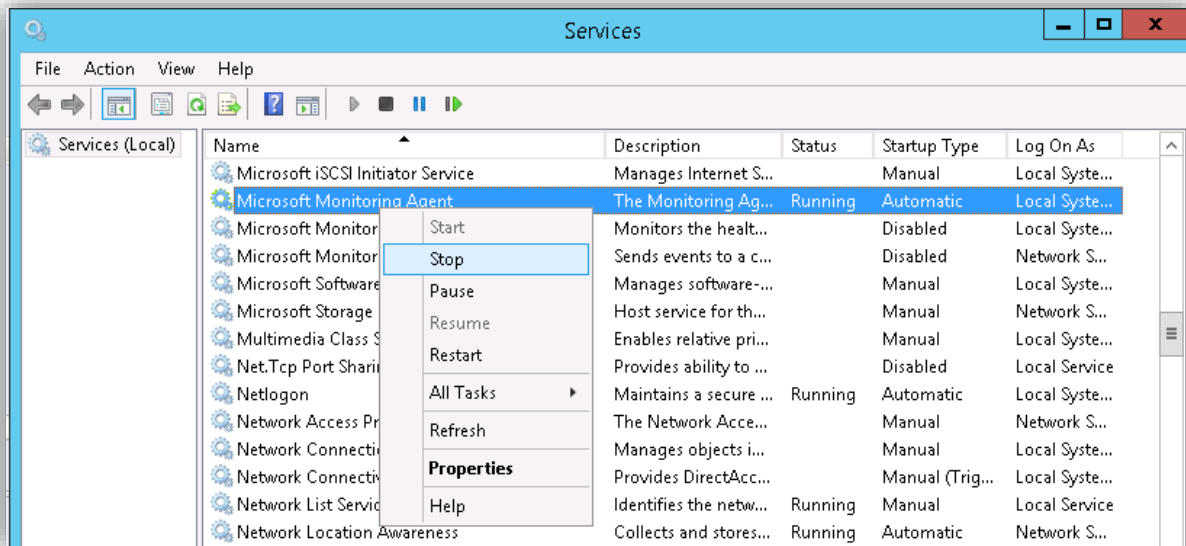 Services
File Action View Help
Services (Local)
Name Description Status Startup Type Log On As
Microsoft iSCSI Initiator Service Manages Internet S... Manual Local Syste...
Microsoft Monitoring Agent The Monitoring Ag... Running Automatic Local Syste...
Microsoft Monitor Monitors the healt... Disabled Local Syste...
Start
Microsoft Monitor Sends events to a c... Disabled Network S...
Stop
Microsoft Software Manages software-... Manual Local Syste...
Pause
Microsoft Storage Host service for th... Manual Network S...
Resume
Multimedia Class S Enables relative pri... Manual Local Syste...
Restart
Net.Tcp Port Shari Provides ability to ... Disabled Local Service
Netlogon Maintains a secure ... Running Automatic Local Syste...
All Tasks
Network Access Pr The Network Acce... Manual Network S...
Refresh
Network Connecti Manages objects i... Manual Local Syste...
Properties
Network Connectiv Provides DirectAcc... Manual (Trig... Local Syste...
Network List Servic Identifies the netw... Running Manual Local Service
Help
Network Location Awareness Collects and stores... Running Automatic Network S...